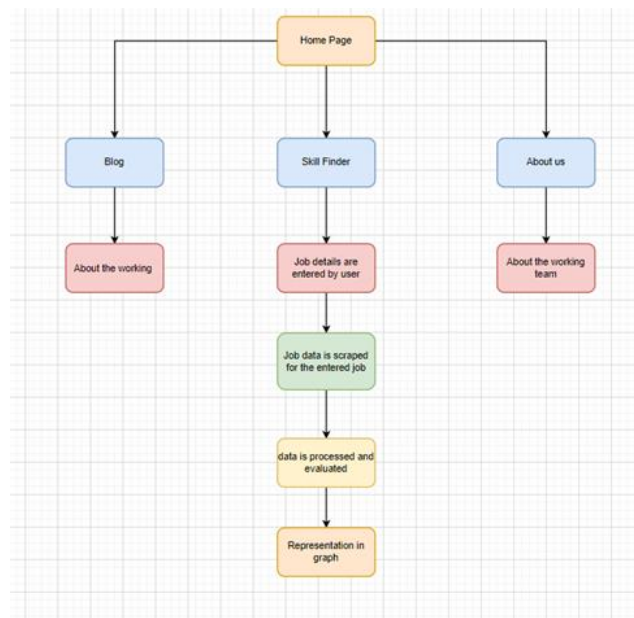 Home Page
Blog
Skill Finder
About us
About the working
Job details are
entered by user
About the working
team
Job data is scraped
for the entered job
data is processed and
evaluated
Representation in
graph